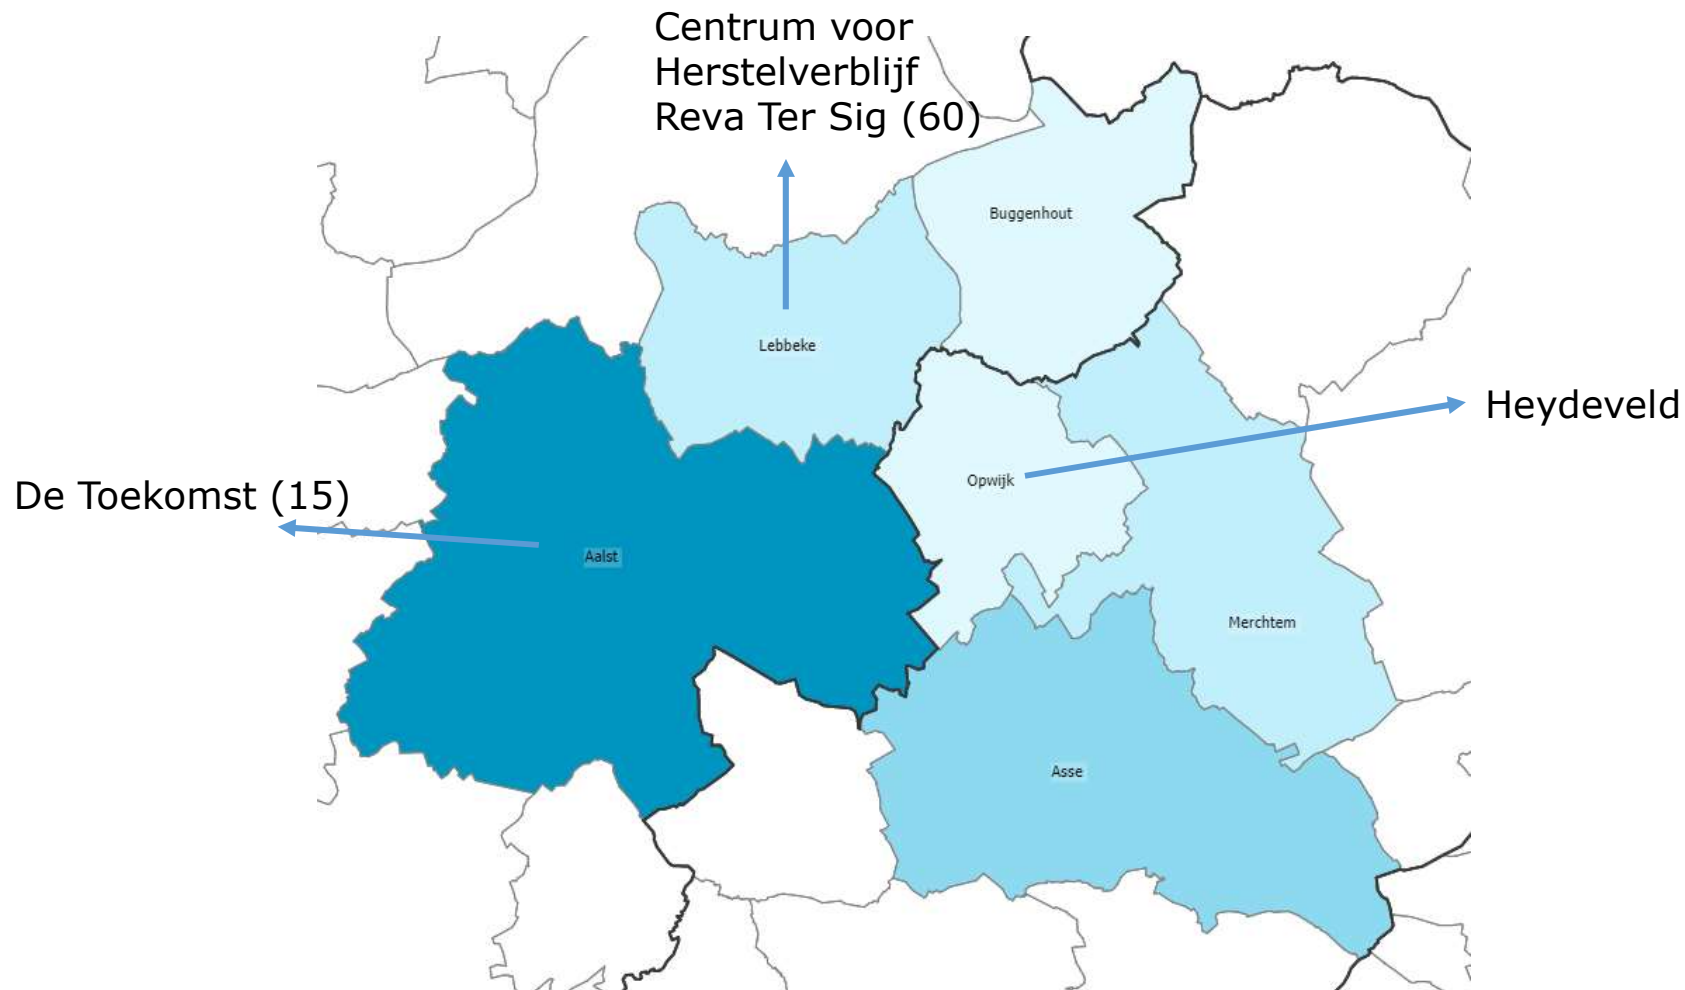 Centrum voor
Herstelverblijf
Reva Ter Sig (60)
Buggenhout
Lebbeke
Heydeveld
Opwijk
De Toekomst (15)
Aalst
Merchtem
Asse